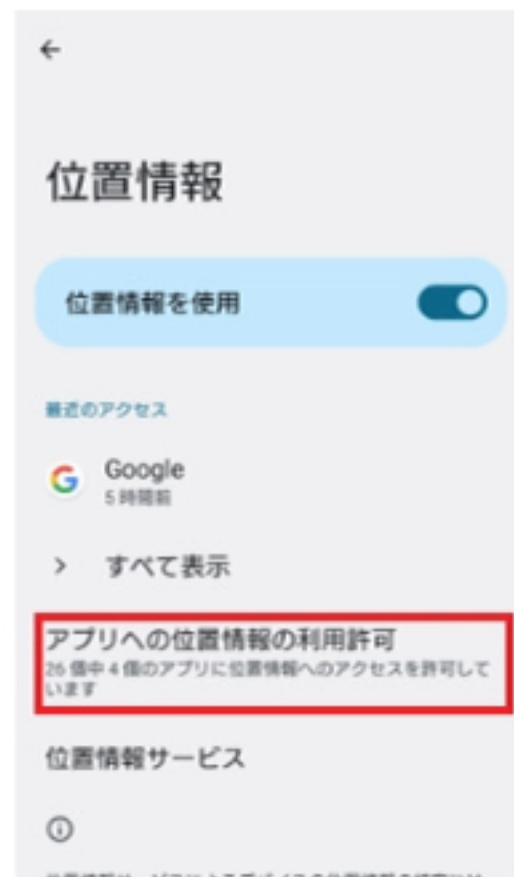 位置情報
位置情報を使用
最近のアクセス
Google
5 時間前
すべて表示
アプリへの位置情報の利用許可
26 個中 4 個のアプリに位置情報へのアクセスを許可して
います
位置情報サービス